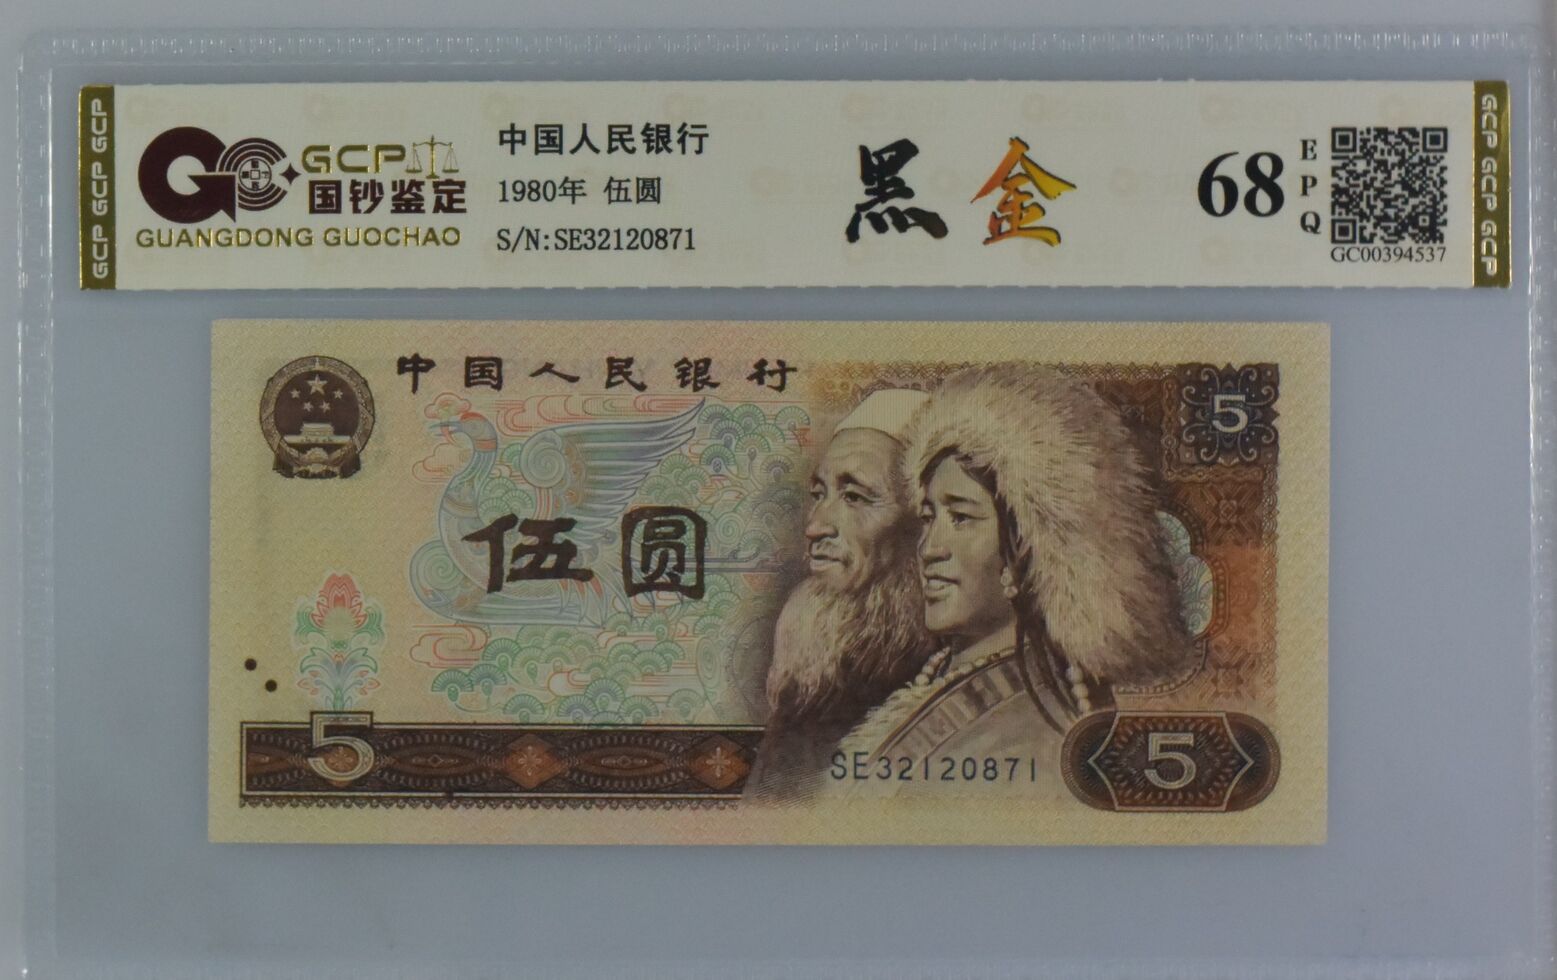 GCP GCP GCP
GCP
国钞鉴定
GUANGDONG GUOCHAO
中国人民银行
1980年 伍圆
S/N:SE32120871
黑金
68
EPQ
GC00394537
GCP GCP GCP
中国人民银行
5
伍圆
5
SE32120871
5